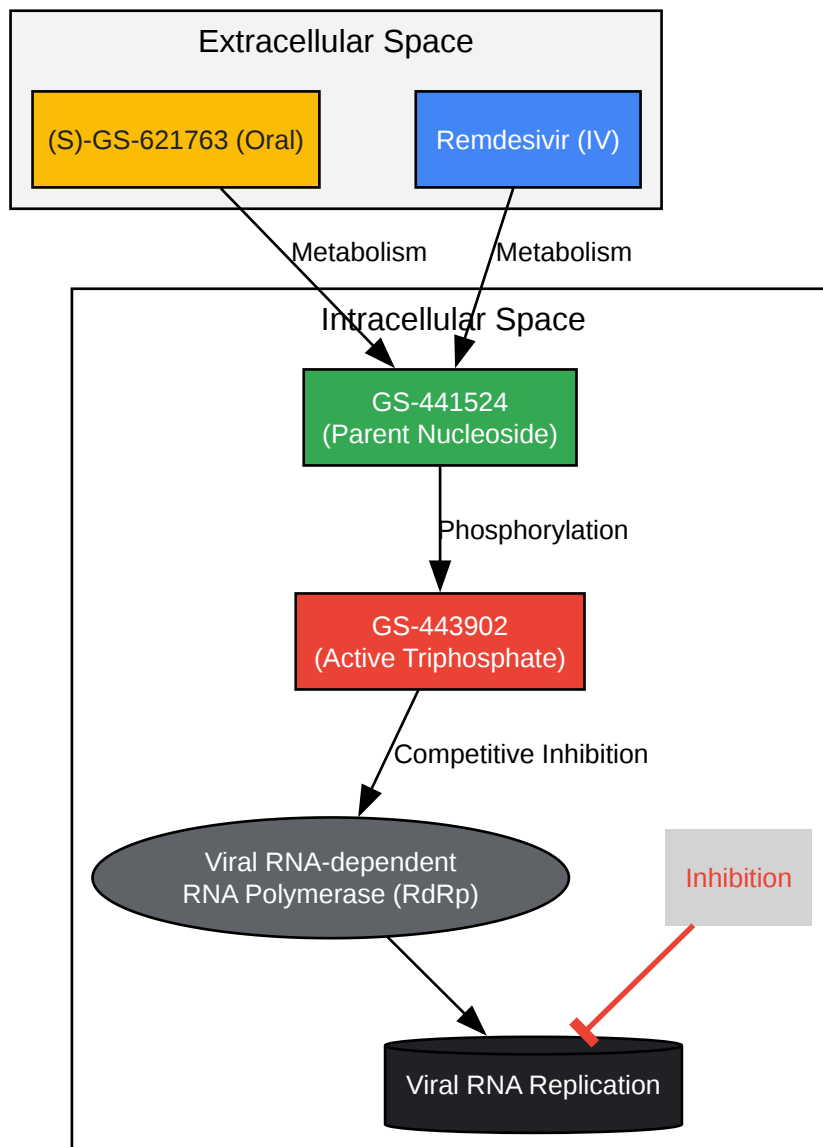 Extracellular Space
(S)-GS-621763 (Oral)
Remdesivir (IV)
Metabolism
Metabolism
Intracellular Space
GS-441524
(Parent Nucleoside)
Phosphorylation
GS-443902
(Active Triphosphate)
Competitive Inhibition
Viral RNA-dependent
RNA Polymerase (RdRp)
Inhibition
Viral RNA Replication